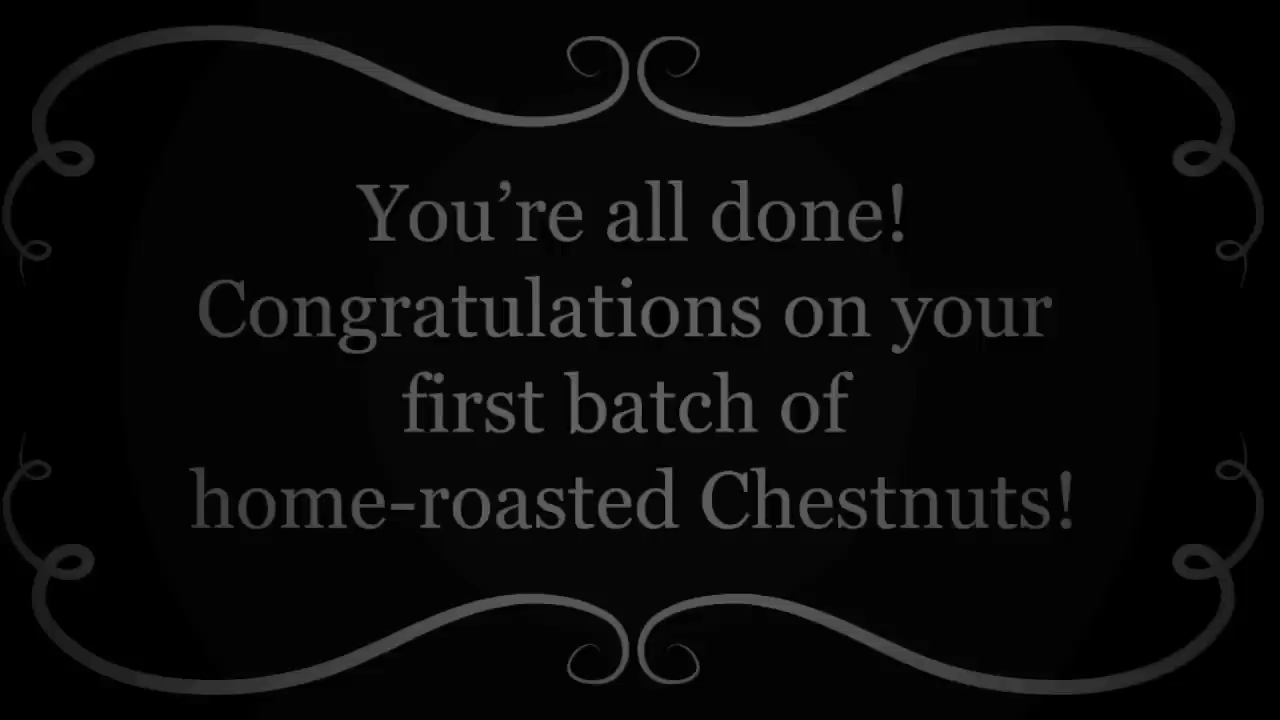 You’re all done!
Congratulations on your
first batch of
home-roasted Chestnuts!